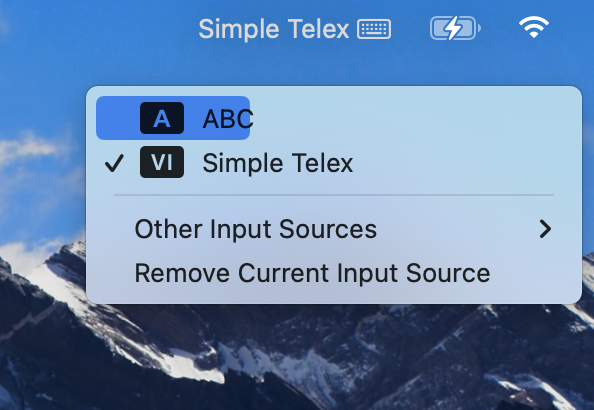 Simple Telex
A ABC
VI Simple Telex
Other Input Sources
Remove Current Input Source